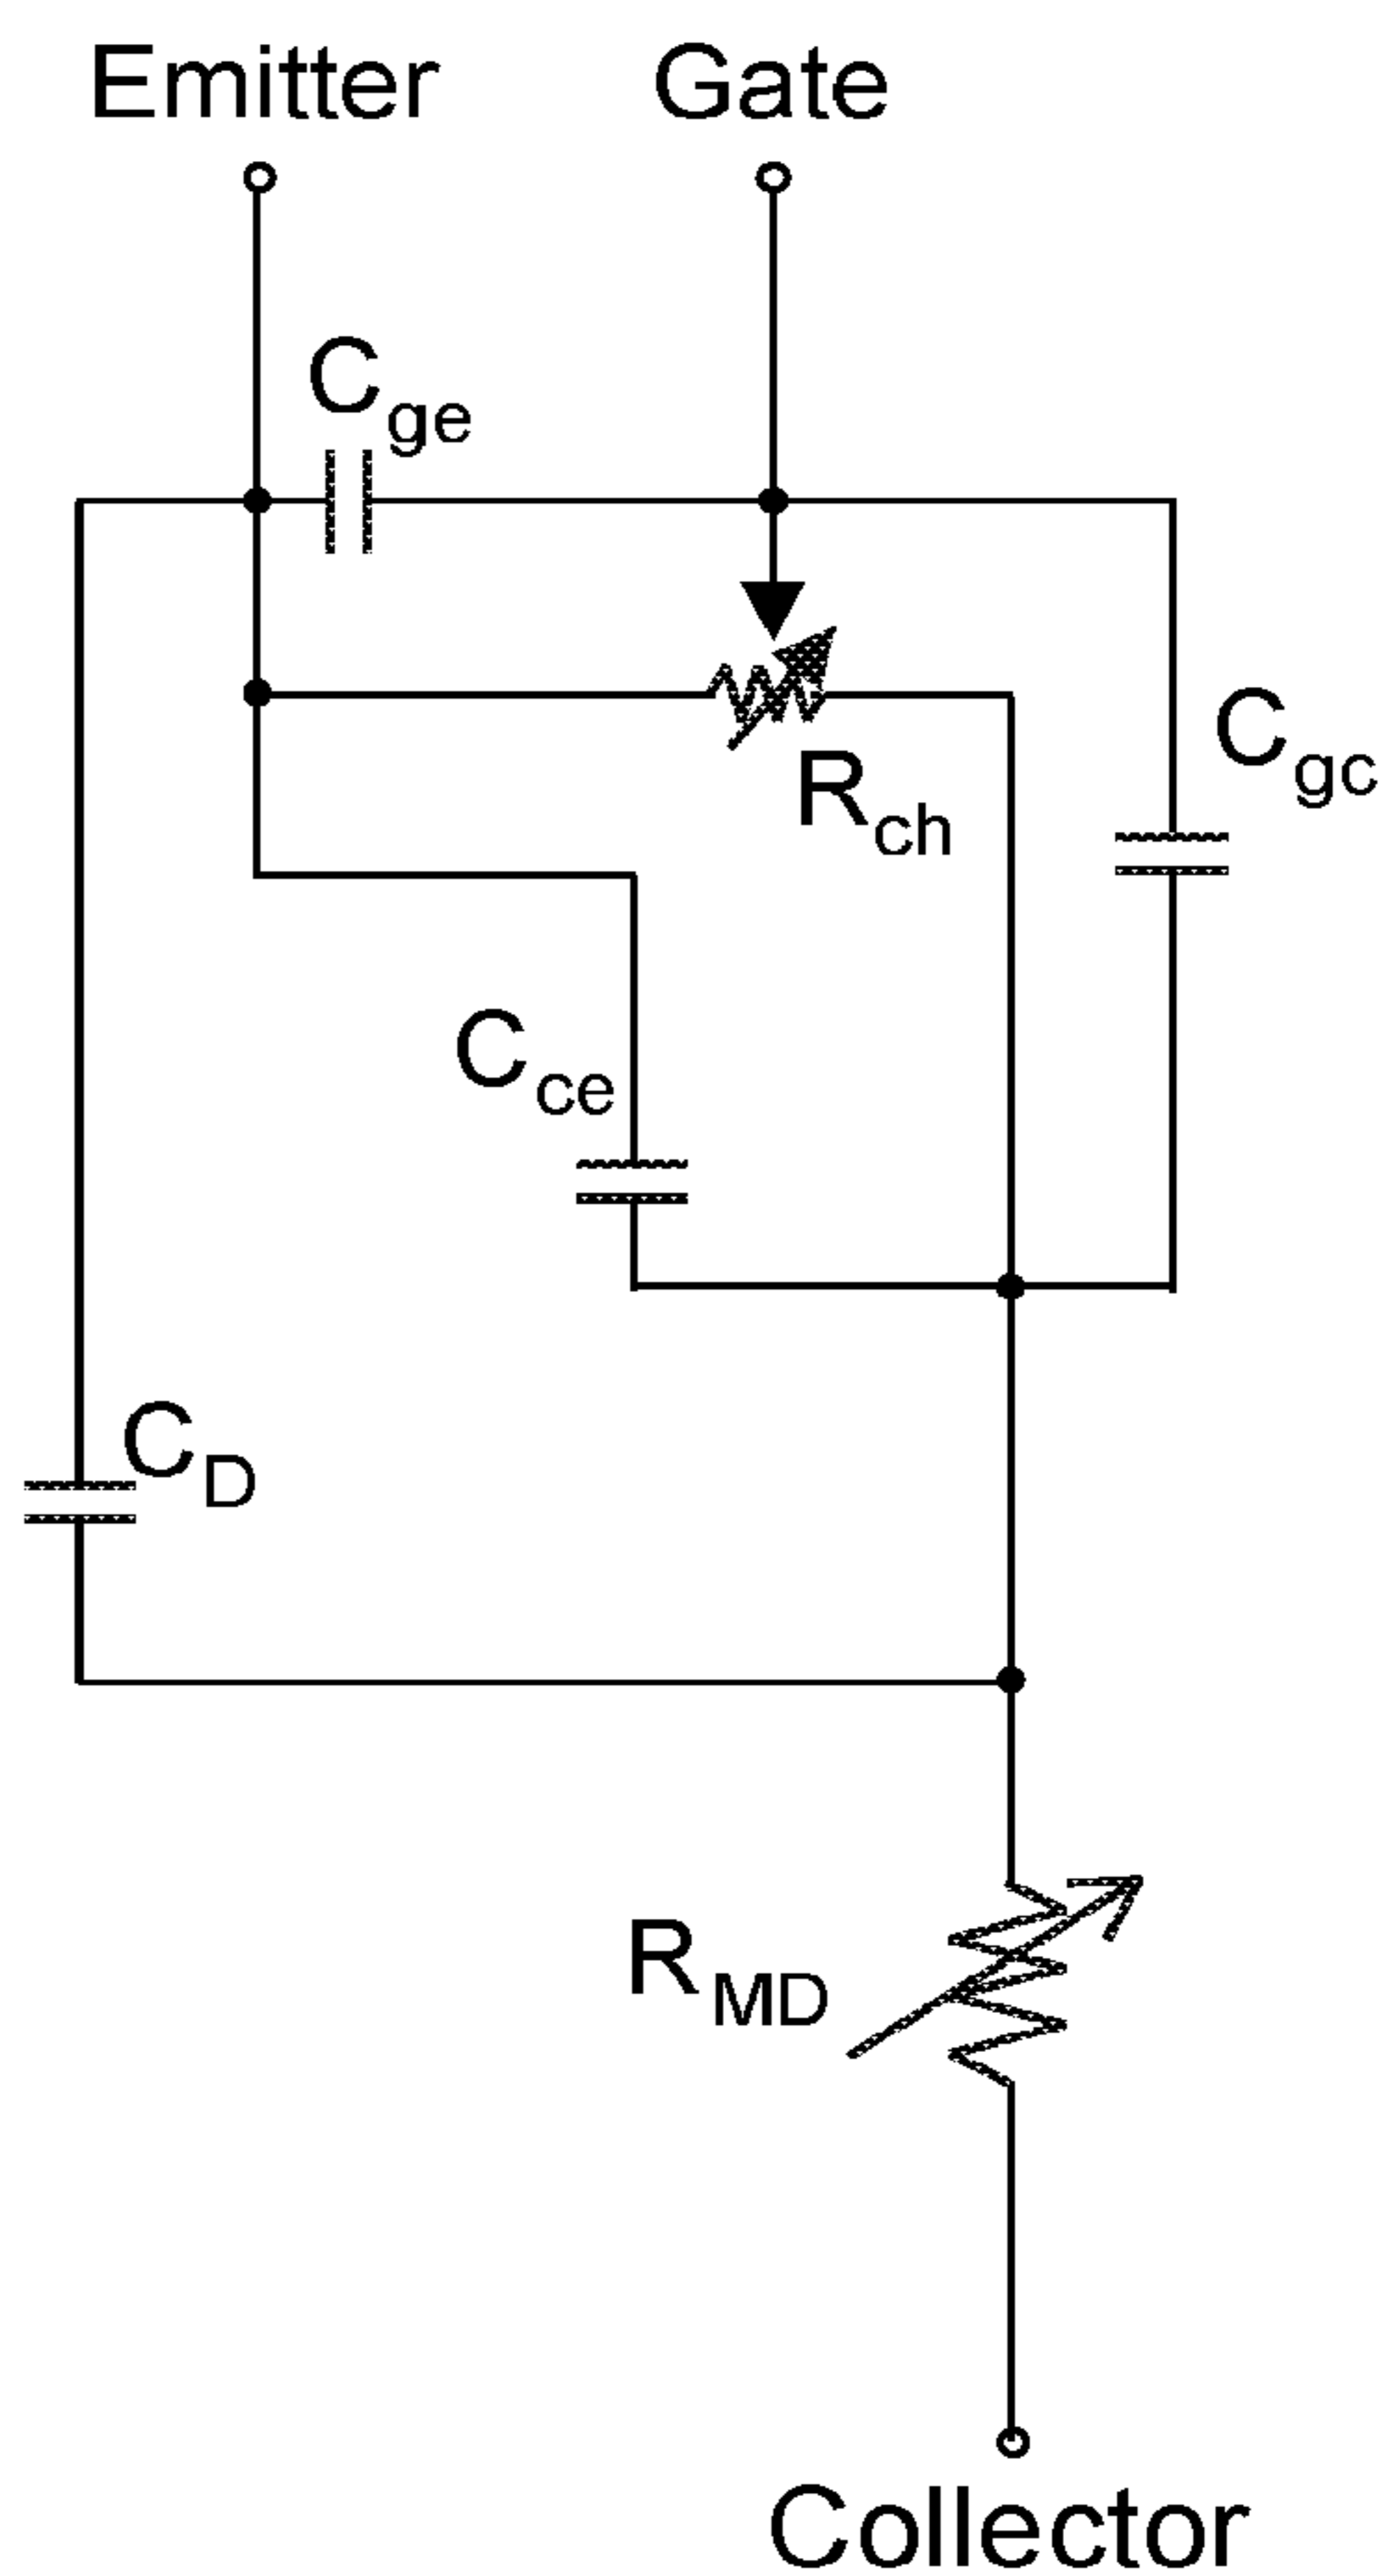 Emitter
Gate
Cge
Rch
Cgc
Cce
CD
RMD
Collector